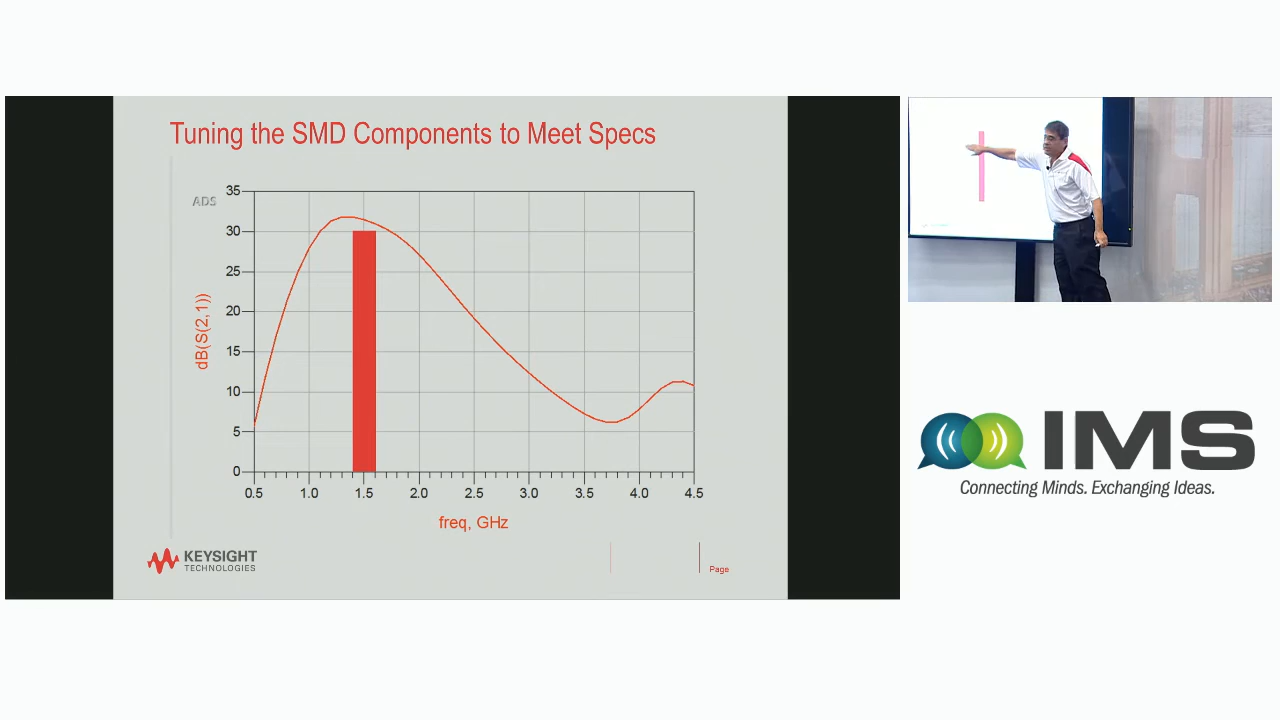 Tuning the SMD Components to Meet Specs
ADS
35
30
25
20
15
10
5
0
dB(S(2,1))
0.5 1.0 1.5 2.0 2.5 3.0 3.5 4.0 4.5
freq, GHz
KEYSIGHT
TECHNOLOGIES
Page
IMS
Connecting Minds. Exchanging Ideas.